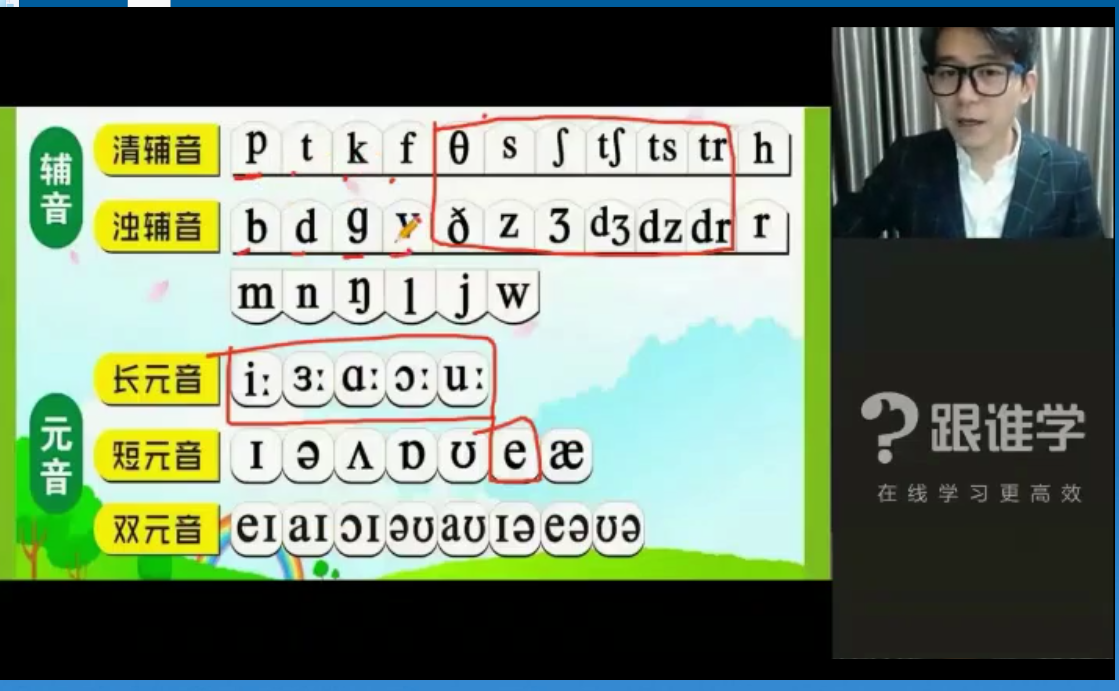 辅音
清辅音 p t k f θ s ʃ tʃ ts tr h
浊辅音 b d g v ð z ʒ dʒ dz dr r
m n ŋ l j w
元音
长元音 iː ɜː ɑː ɔː uː
短元音 ɪ ə ʌ ɒ ʊ e æ
双元音 eɪ aɪ ɔɪ əʊ aʊ ɪə eə ʊə
跟谁学
在线学习更高效